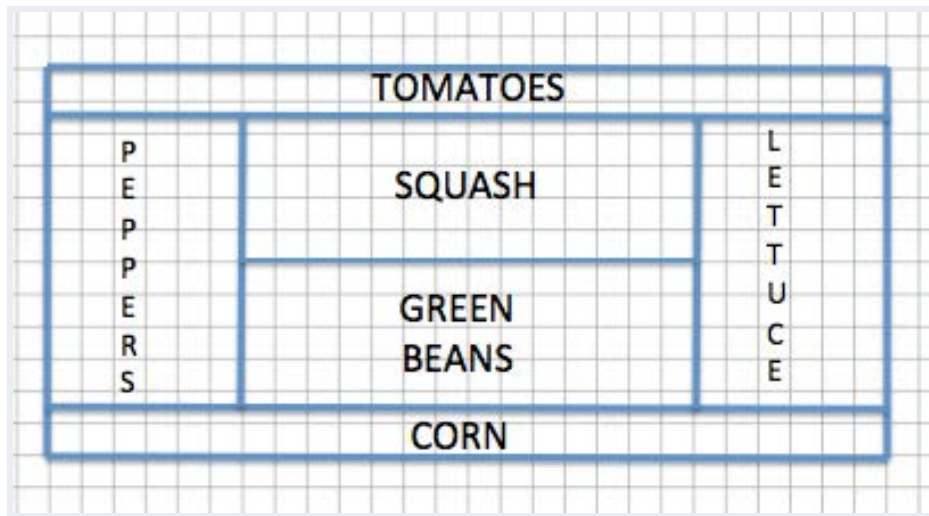 TOMATOES
PEPPERS
SQUASH
LETTUCE
GREEN
BEANS
CORN